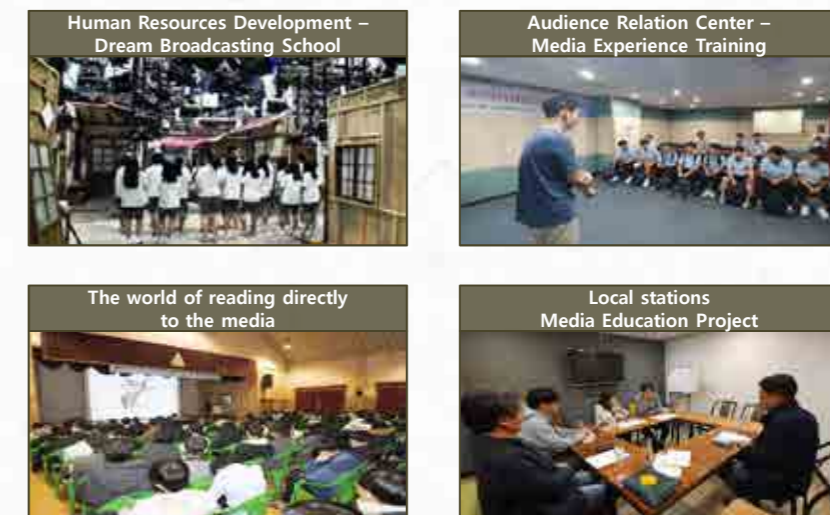 Human Resources Development –
Dream Broadcasting School
Audience Relation Center –
Media Experience Training
The world of reading directly
to the media
Local stations
Media Education Project